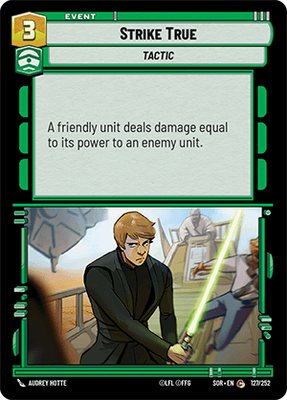 EVENT
3
STRIKE TRUE
TACTIC
A friendly unit deals damage equal
to its power to an enemy unit.
AUDREY HOTTE
©LFL ©FFG
SOR • EN
C
127/252